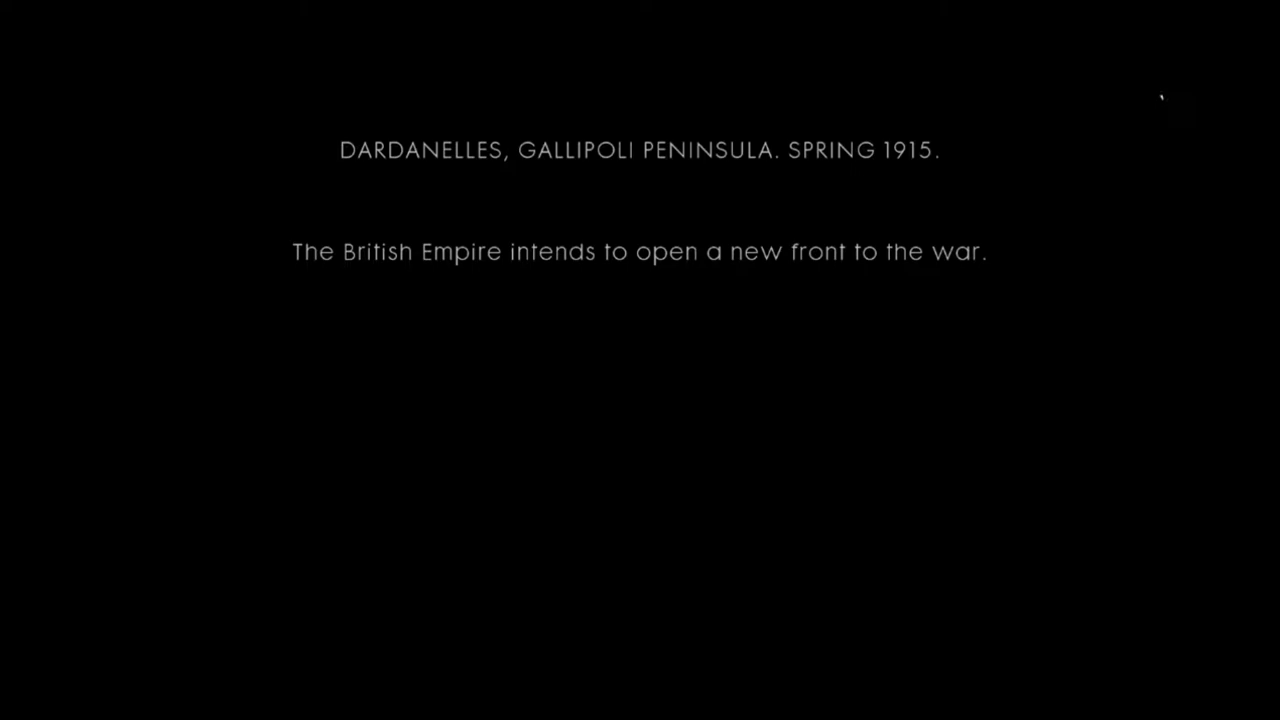 DARDANELLES, GALLIPOLI PENINSULA. SPRING 1915.
The British Empire intends to open a new front to the war.